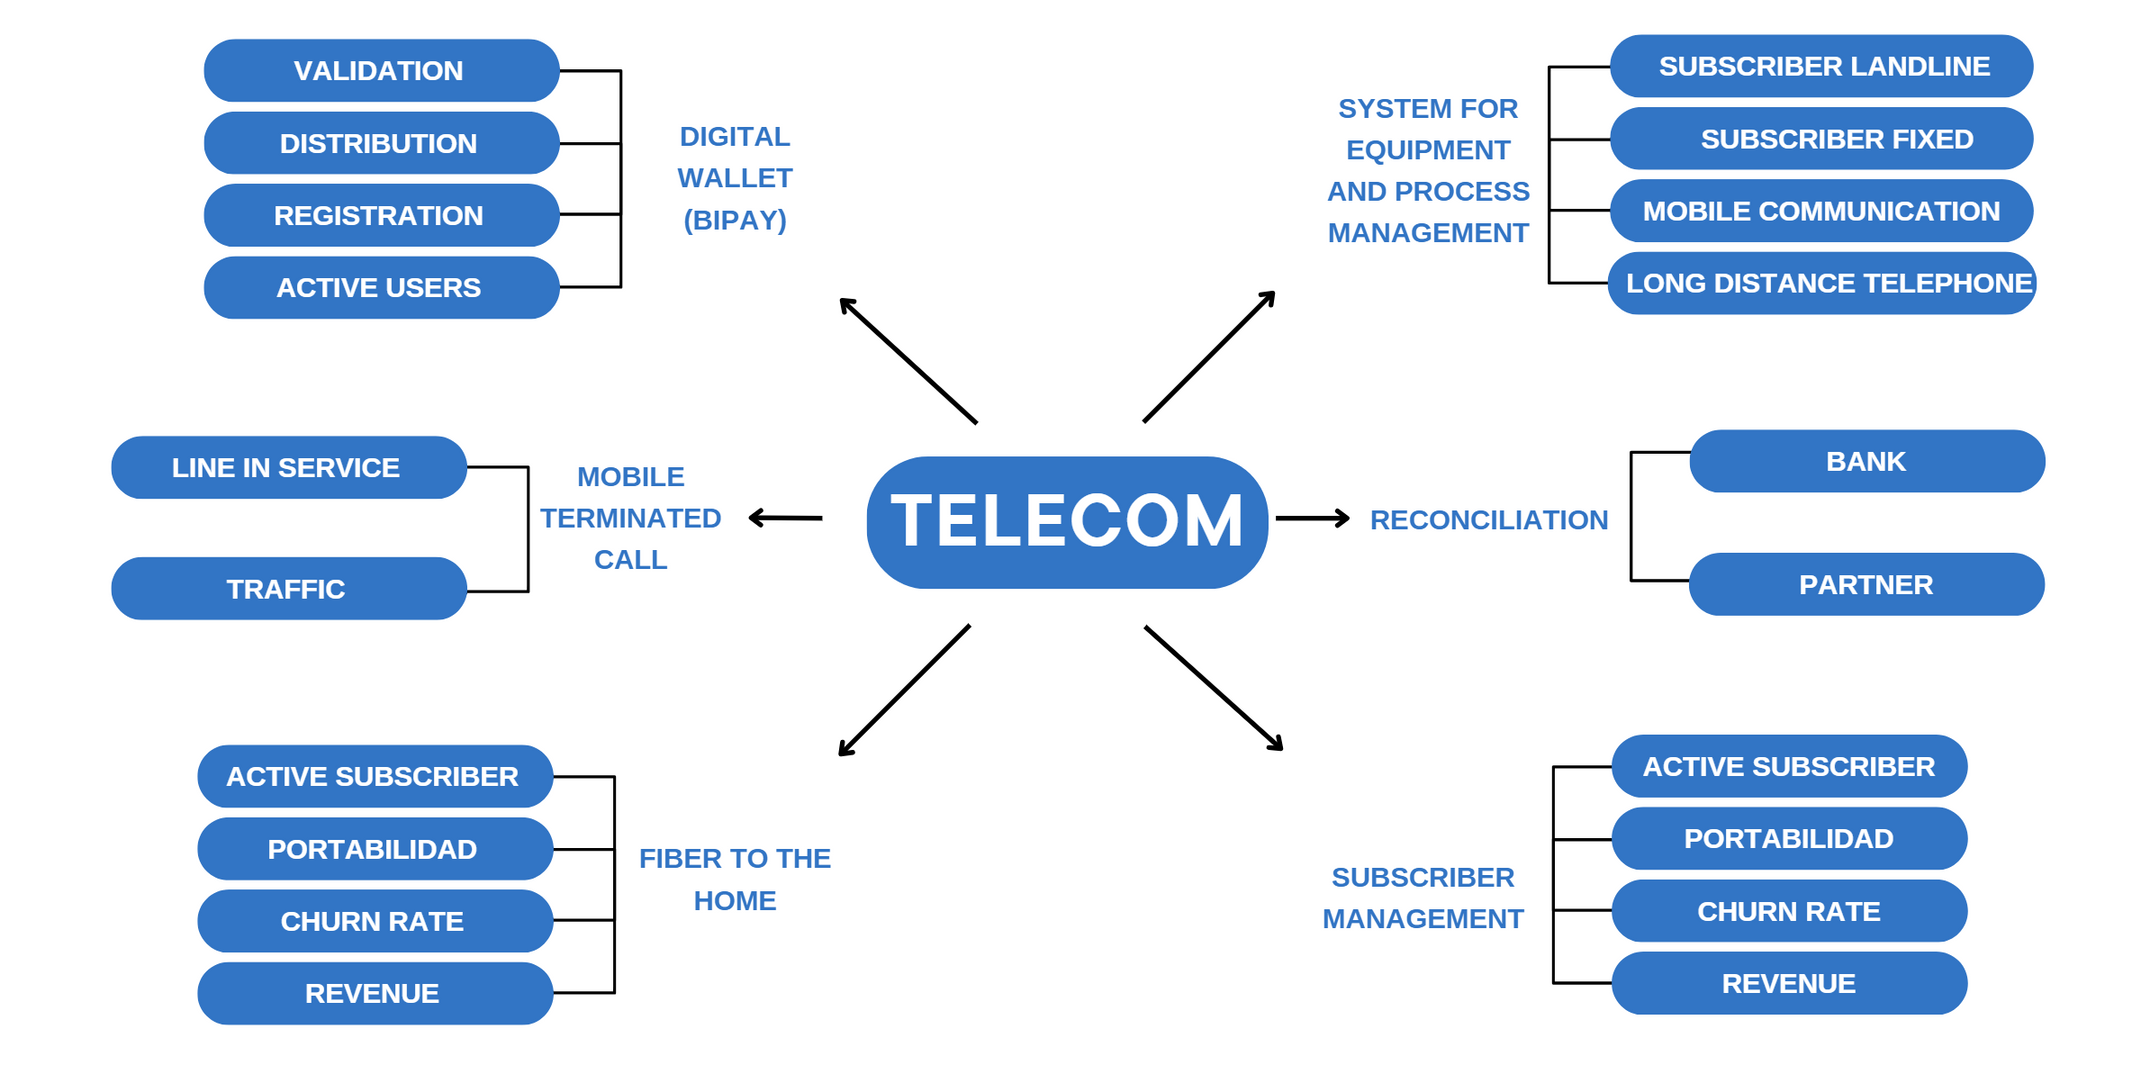 VALIDATION
DISTRIBUTION
REGISTRATION
ACTIVE USERS
DIGITAL
WALLET
(BIPAY)
SYSTEM FOR
EQUIPMENT
AND PROCESS
MANAGEMENT
SUBSCRIBER LANDLINE
SUBSCRIBER FIXED
MOBILE COMMUNICATION
LONG DISTANCE TELEPHONE
LINE IN SERVICE
TRAFFIC
MOBILE
TERMINATED
CALL
TELECOM
RECONCILIATION
BANK
PARTNER
ACTIVE SUBSCRIBER
PORTABILIDAD
CHURN RATE
REVENUE
FIBER TO THE
HOME
SUBSCRIBER
MANAGEMENT
ACTIVE SUBSCRIBER
PORTABILIDAD
CHURN RATE
REVENUE